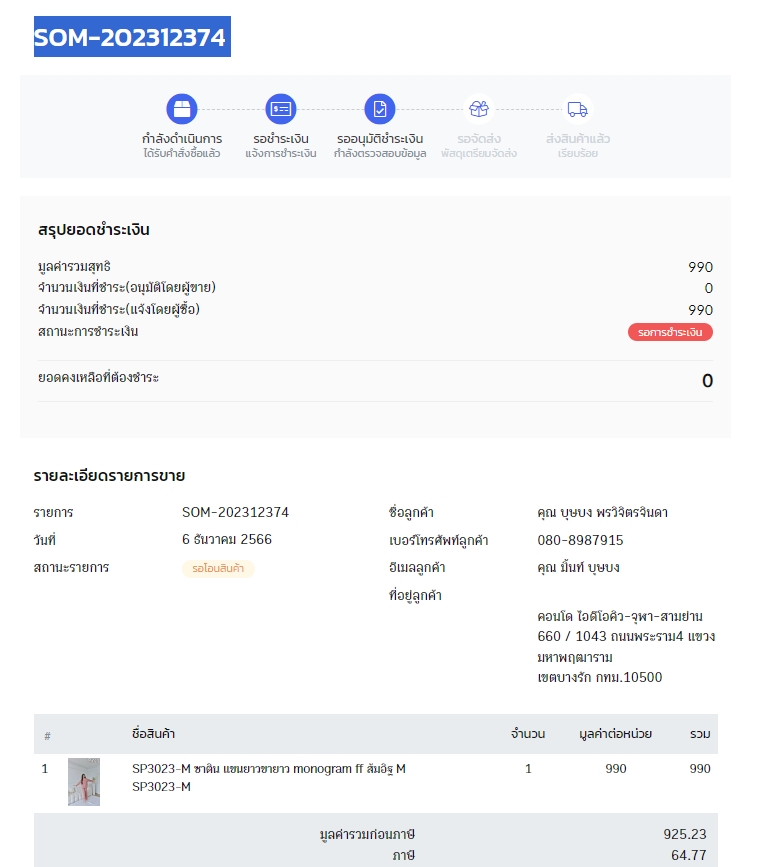 SOM-202312374
กำลังดำเนินการ
ได้รับคำสั่งซื้อแล้ว
รอชำระเงิน
แจ้งการชำระเงิน
รออนุมัติชำระเงิน
กำลังตรวจสอบข้อมูล
รอจัดส่ง
พัสดุเตรียมจัดส่ง
ส่งสินค้าแล้ว
เรียบร้อย
สรุปยอดชำระเงิน
มูลค่ารวมสุทธิ 990
จำนวนเงินที่ชำระ(อนุมัติโดยผู้ขาย) 0
จำนวนเงินที่ชำระ(แจ้งโดยผู้ซื้อ) 990
สถานะการชำระเงิน รอการชำระเงิน
ยอดคงเหลือที่ต้องชำระ 0
รายละเอียดรายการขาย
รายการ SOM-202312374
วันที่ 6 ธันวาคม 2566
สถานะรายการ รอโอนสินค้า
ชื่อลูกค้า คุณ บุษบง พรวิจิตรจินดา
เบอร์โทรศัพท์ลูกค้า 080-8987915
อีเมลลูกค้า คุณ มิ้นท์ บุษบง
ที่อยู่ลูกค้า
คอนโด ไอดีโอคิว-จุฬา-สามย่าน
660 / 1043 ถนนพระราม4 แขวง
มหาพฤฒาราม
เขตบางรัก กทม.10500
# ชื่อสินค้า จำนวน มูลค่าต่อหน่วย รวม
1 SP3023-M ซาติน แขนยาวขายาว monogram ff ส้มอิฐ M 1 990 990
SP3023-M
มูลค่ารวมก่อนภาษี 925.23
ภาษี 64.77